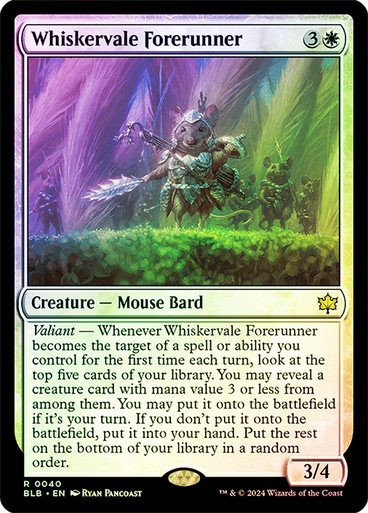 Whiskervale Forerunner 3
Creature — Mouse Bard
Valiant — Whenever Whiskervale Forerunner
becomes the target of a spell or ability you
control for the first time each turn, look at the
top five cards of your library. You may reveal a
creature card with mana value 3 or less from
among them. You may put it onto the battlefield
if it's your turn. If you don't put it onto the
battlefield, put it into your hand. Put the rest
on the bottom of your library in a random
order.
3/4
R 0040
BLB • EN Ryan Pancoast
™ & © 2024 Wizards of the Coast